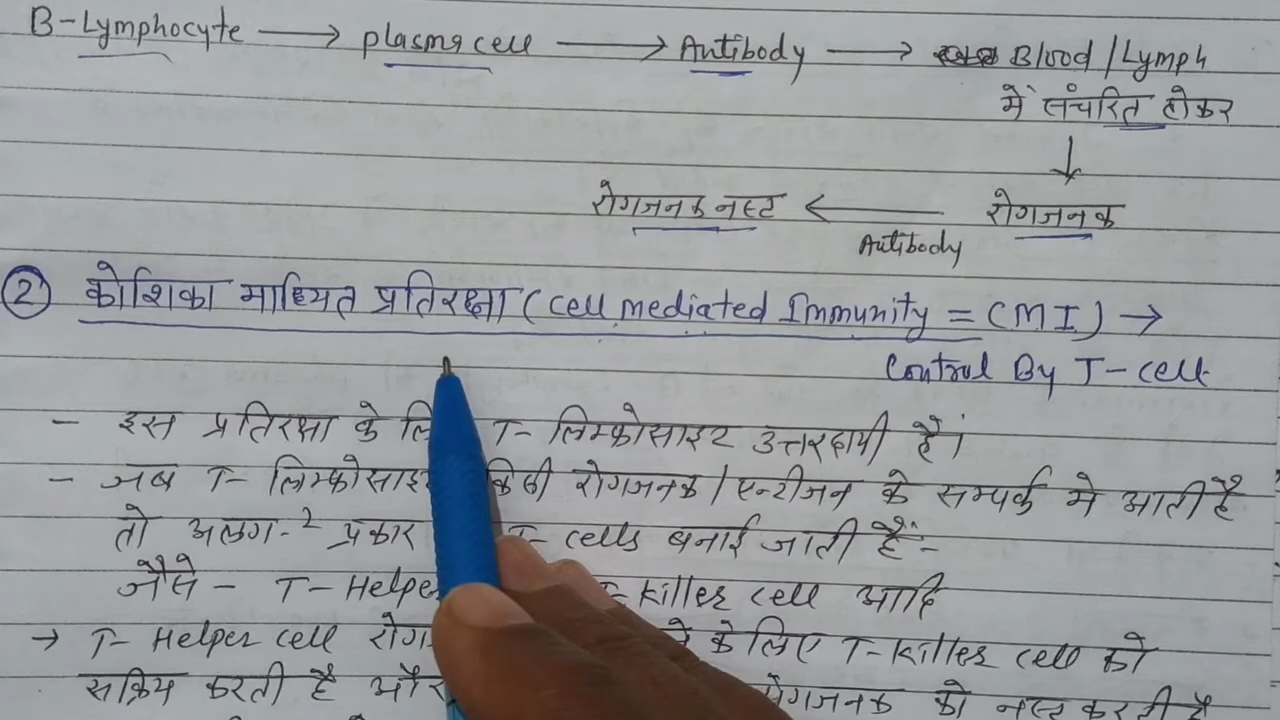 B-Lymphocyte → plasma cell → Antibody → Blood/Lymph
में संचरित होकर
↓
रोगजनक नष्ट ← रोगजनक
Antibody
② कोशिका माध्यित प्रतिरक्षा (cell mediated Immunity = CMI) →
Control By T-cell
- इस प्रतिरक्षा के T-लिम्फोसाइट उत्तरदायी हैं।
- जब T-लिम्फोसाइट किसी रोगजनक/एन्टीजन के सम्पर्क मे आती है
तो अलग-2 प्रकार T-cells बनाई जाती हैं:-
जैसे - T-Helper T-Killer cell आदि
→ T-Helper cell के लिए T-Killer cell को
सक्रिय करती है और रोगजनक को नष्ट करती है